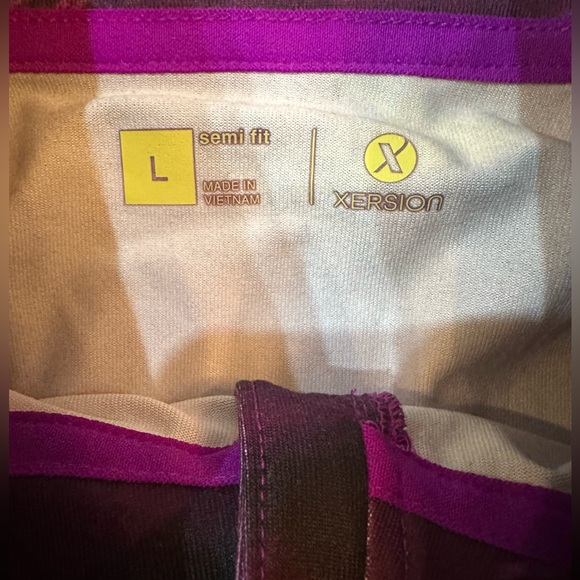 L
semi fit
MADE IN
VIETNAM
X
XERSION